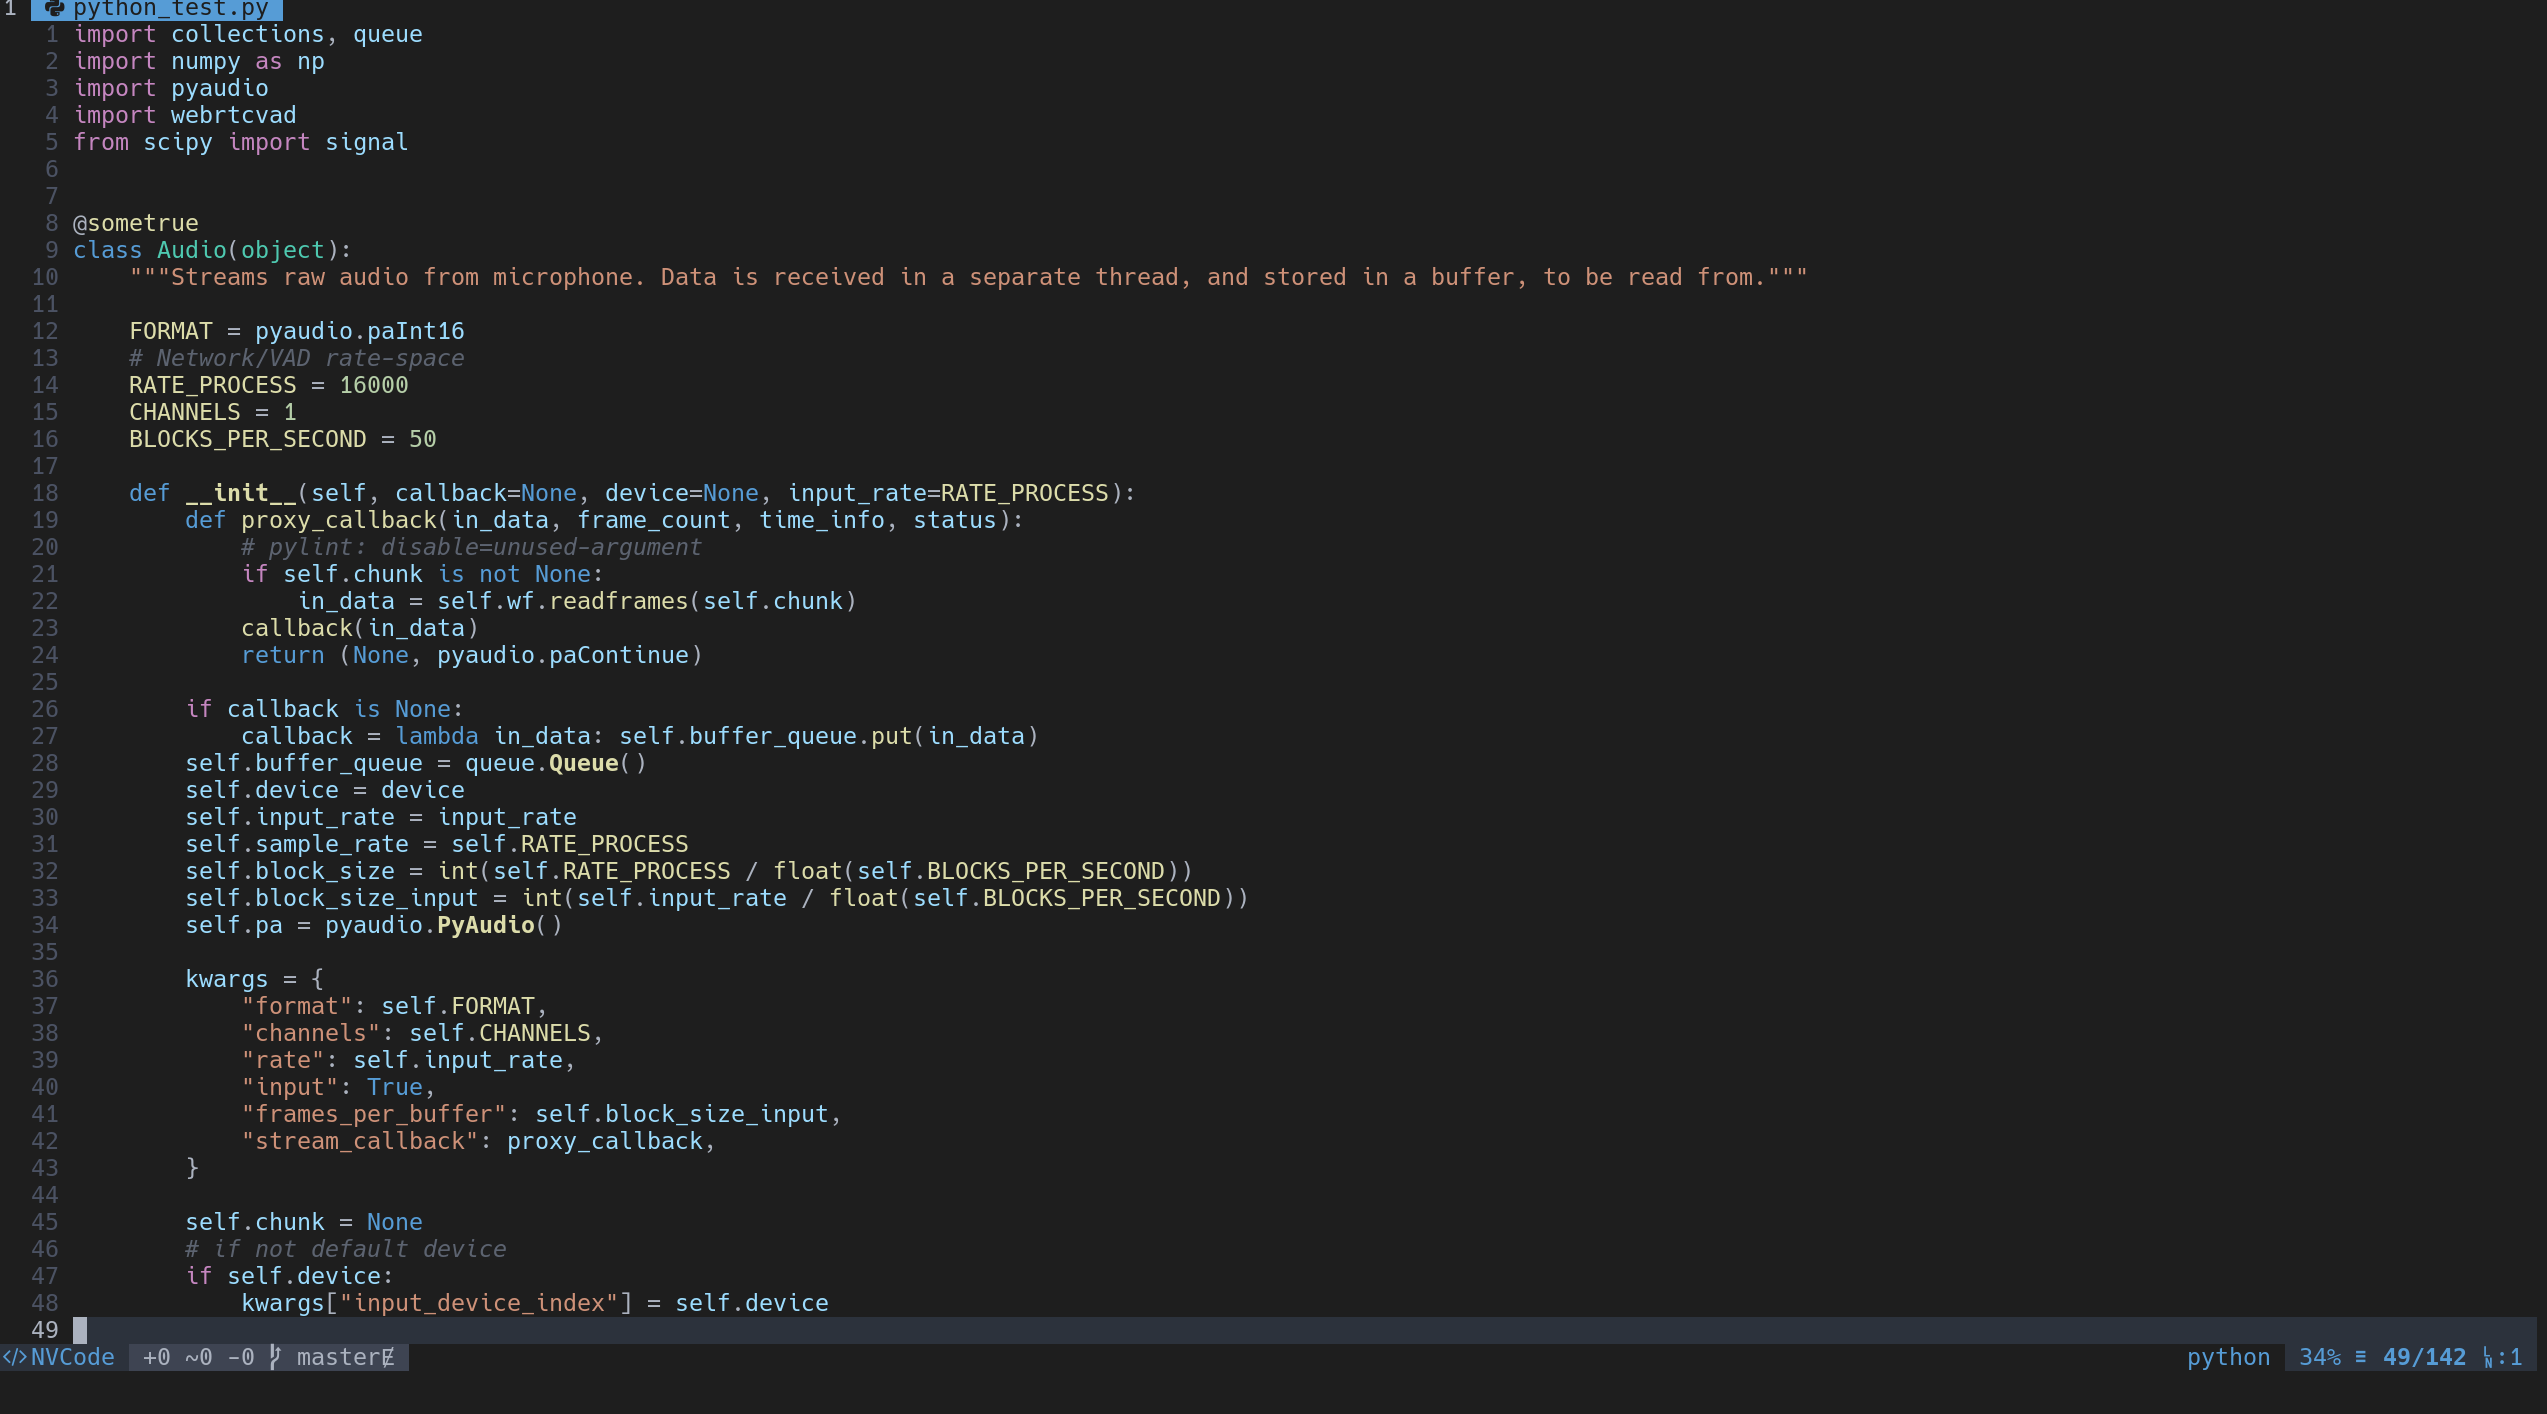 1 python_test.py
1 import collections, queue
2 import numpy as np
3 import pyaudio
4 import webrtcvad
5 from scipy import signal
6
7
8 @sometrue
9 class Audio(object):
10     """Streams raw audio from microphone. Data is received in a separate thread, and stored in a buffer, to be read from."""
11
12     FORMAT = pyaudio.paInt16
13     # Network/VAD rate-space
14     RATE_PROCESS = 16000
15     CHANNELS = 1
16     BLOCKS_PER_SECOND = 50
17
18     def __init__(self, callback=None, device=None, input_rate=RATE_PROCESS):
19         def proxy_callback(in_data, frame_count, time_info, status):
20             # pylint: disable=unused-argument
21             if self.chunk is not None:
22                 in_data = self.wf.readframes(self.chunk)
23             callback(in_data)
24             return (None, pyaudio.paContinue)
25
26         if callback is None:
27             callback = lambda in_data: self.buffer_queue.put(in_data)
28         self.buffer_queue = queue.Queue()
29         self.device = device
30         self.input_rate = input_rate
31         self.sample_rate = self.RATE_PROCESS
32         self.block_size = int(self.RATE_PROCESS / float(self.BLOCKS_PER_SECOND))
33         self.block_size_input = int(self.input_rate / float(self.BLOCKS_PER_SECOND))
34         self.pa = pyaudio.PyAudio()
35
36         kwargs = {
37             "format": self.FORMAT,
38             "channels": self.CHANNELS,
39             "rate": self.input_rate,
40             "input": True,
41             "frames_per_buffer": self.block_size_input,
42             "stream_callback": proxy_callback,
43         }
44
45         self.chunk = None
46         # if not default device
47         if self.device:
48             kwargs["input_device_index"] = self.device
49
</>NVCode +0 ~0 -0 masterɆ python 34% ≡ 49/142 ␤:1